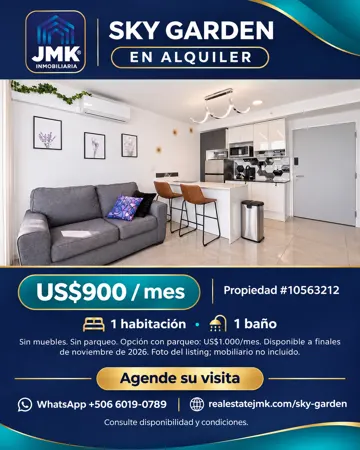 JMK
INMOBILIARIA
SKY GARDEN
EN ALQUILER
US$900 / mes
Propiedad #10563212
1 habitación • 1 baño
Sin muebles. Sin parqueo. Opción con parqueo: US$1.000/mes. Disponible a finales
de noviembre de 2026. Foto del listing; mobiliario no incluido.
Agende su visita
WhatsApp +506 6019-0789
realestatejmk.com/sky-garden
Consulte disponibilidad y condiciones.